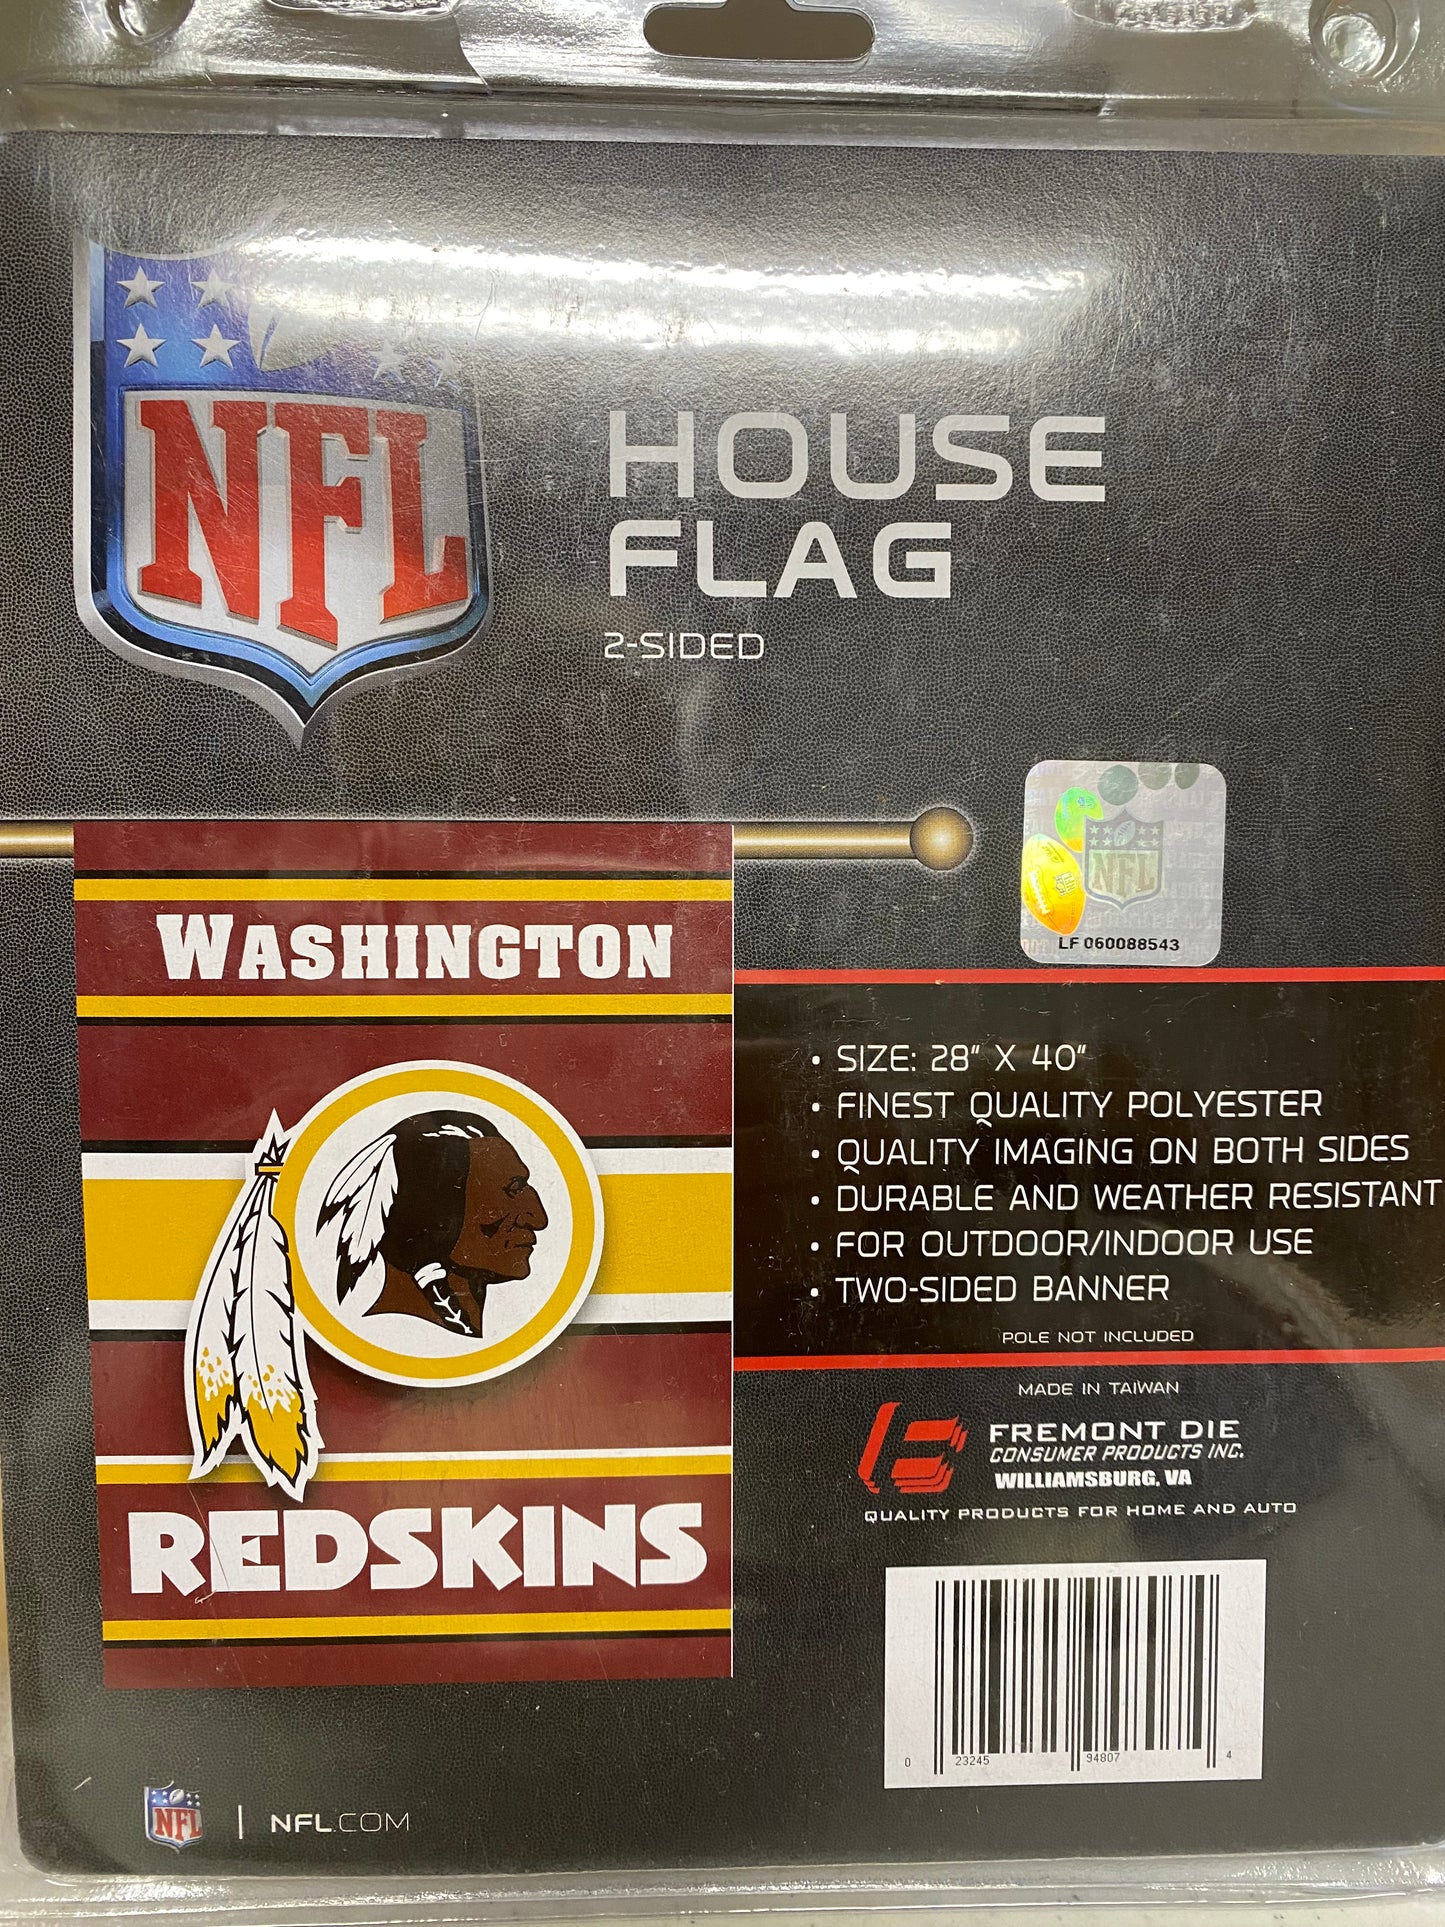 NFL
HOUSE
FLAG
2-SIDED
NFL
LF 060088543
WASHINGTON
REDSKINS
• SIZE: 28" X 40"
• FINEST QUALITY POLYESTER
• QUALITY IMAGING ON BOTH SIDES
• DURABLE AND WEATHER RESISTANT
• FOR OUTDOOR/INDOOR USE
• TWO-SIDED BANNER
POLE NOT INCLUDED
MADE IN TAIWAN
FREMONT DIE
CONSUMER PRODUCTS INC.
WILLIAMSBURG, VA
QUALITY PRODUCTS FOR HOME AND AUTO
0 23245 94807 4
NFL | NFL.COM